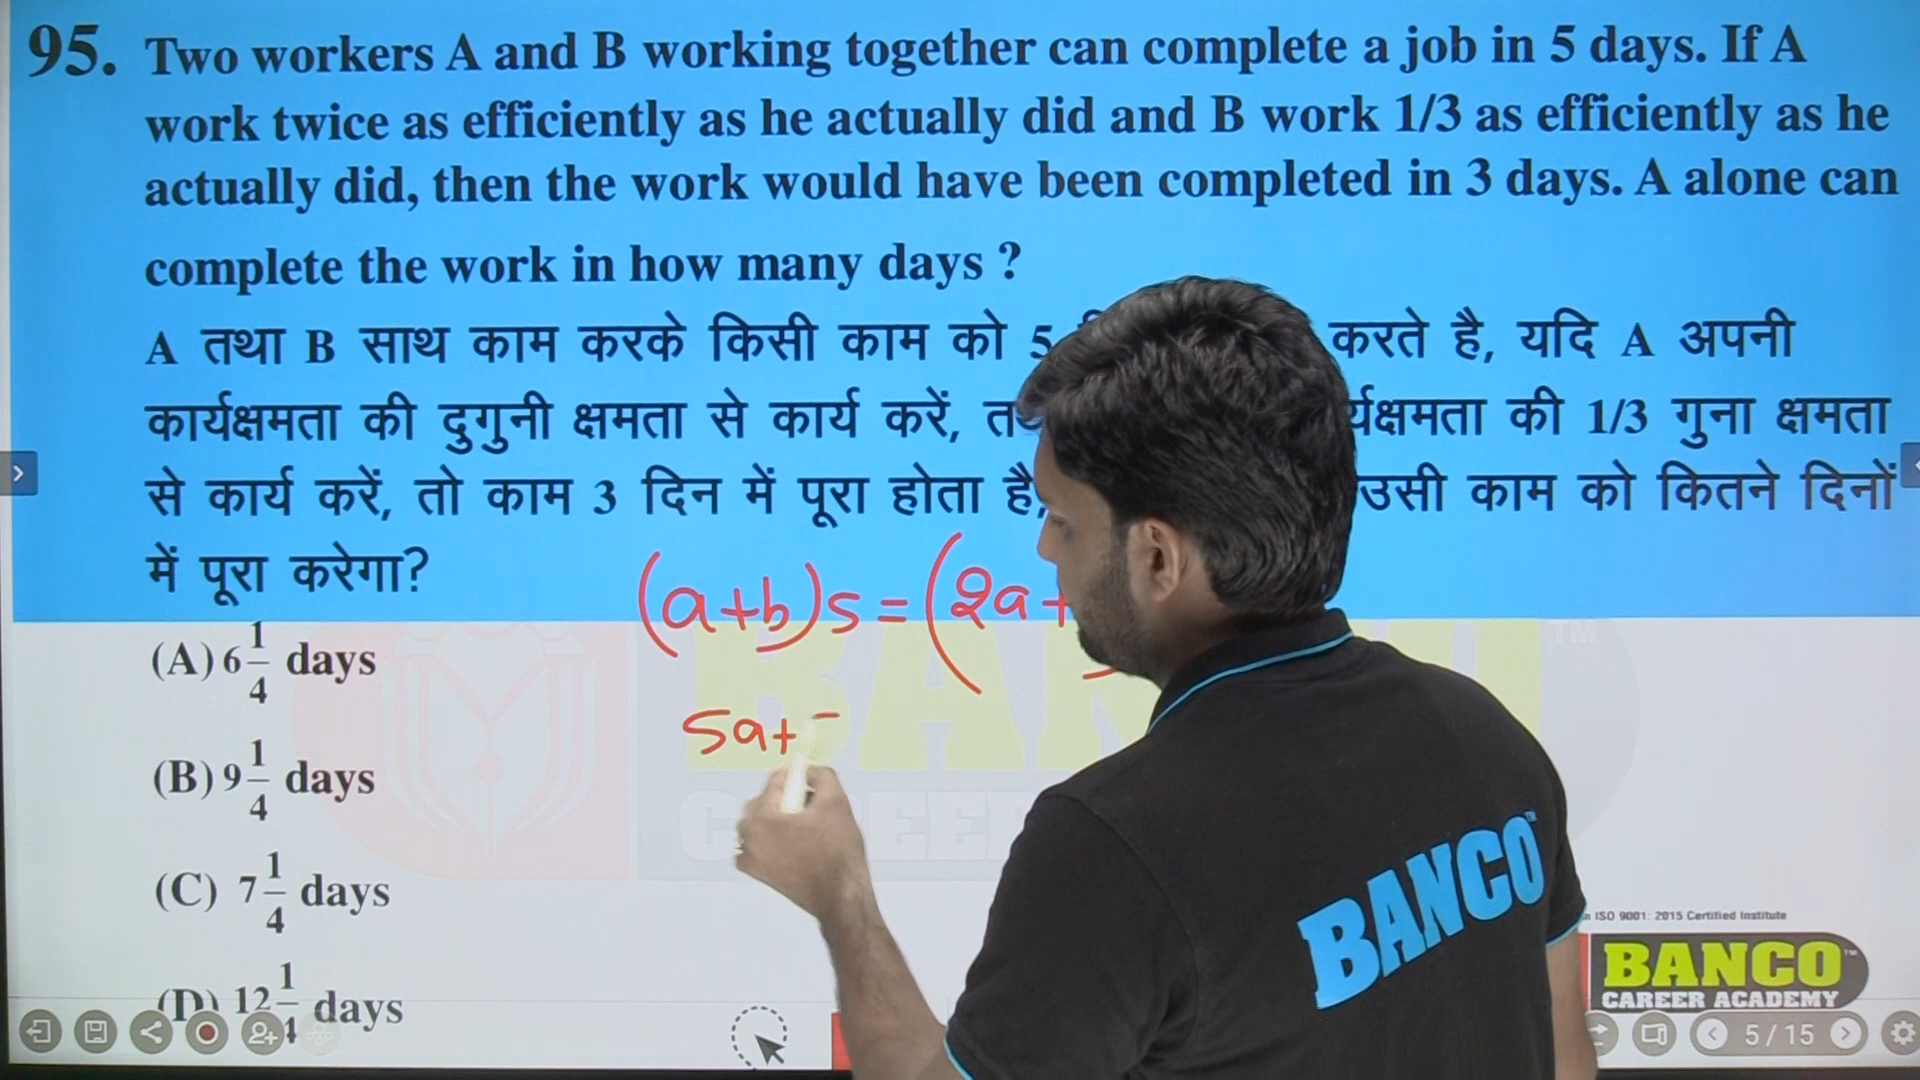 95. Two workers A and B working together can complete a job in 5 days. If A
work twice as efficiently as he actually did and B work 1/3 as efficiently as he
actually did, then the work would have been completed in 3 days. A alone can
complete the work in how many days ?
A तथा B साथ काम करके किसी काम को 5 करते है, यदि A अपनी
कार्यक्षमता की दुगुनी क्षमता से कार्य करें, र्यक्षमता की 1/3 गुना क्षमता
से कार्य करें, तो काम 3 दिन में पूरा होता है, उसी काम को कितने दिनों
में पूरा करेगा?
(a+b)5=(2a+
5a+
(A) 6 1/4 days
(B) 9 1/4 days
(C) 7 1/4 days
(D) 12 1/4 days
BANCO
ISO 9001: 2015 Certified Institute
BANCO™
CAREER ACADEMY
5/15